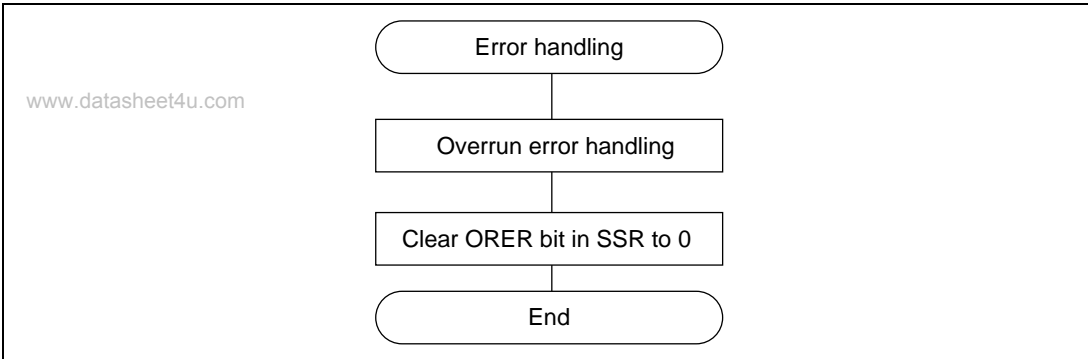 Error handling
www.datasheet4u.com
Overrun error handling
Clear ORER bit in SSR to 0
End